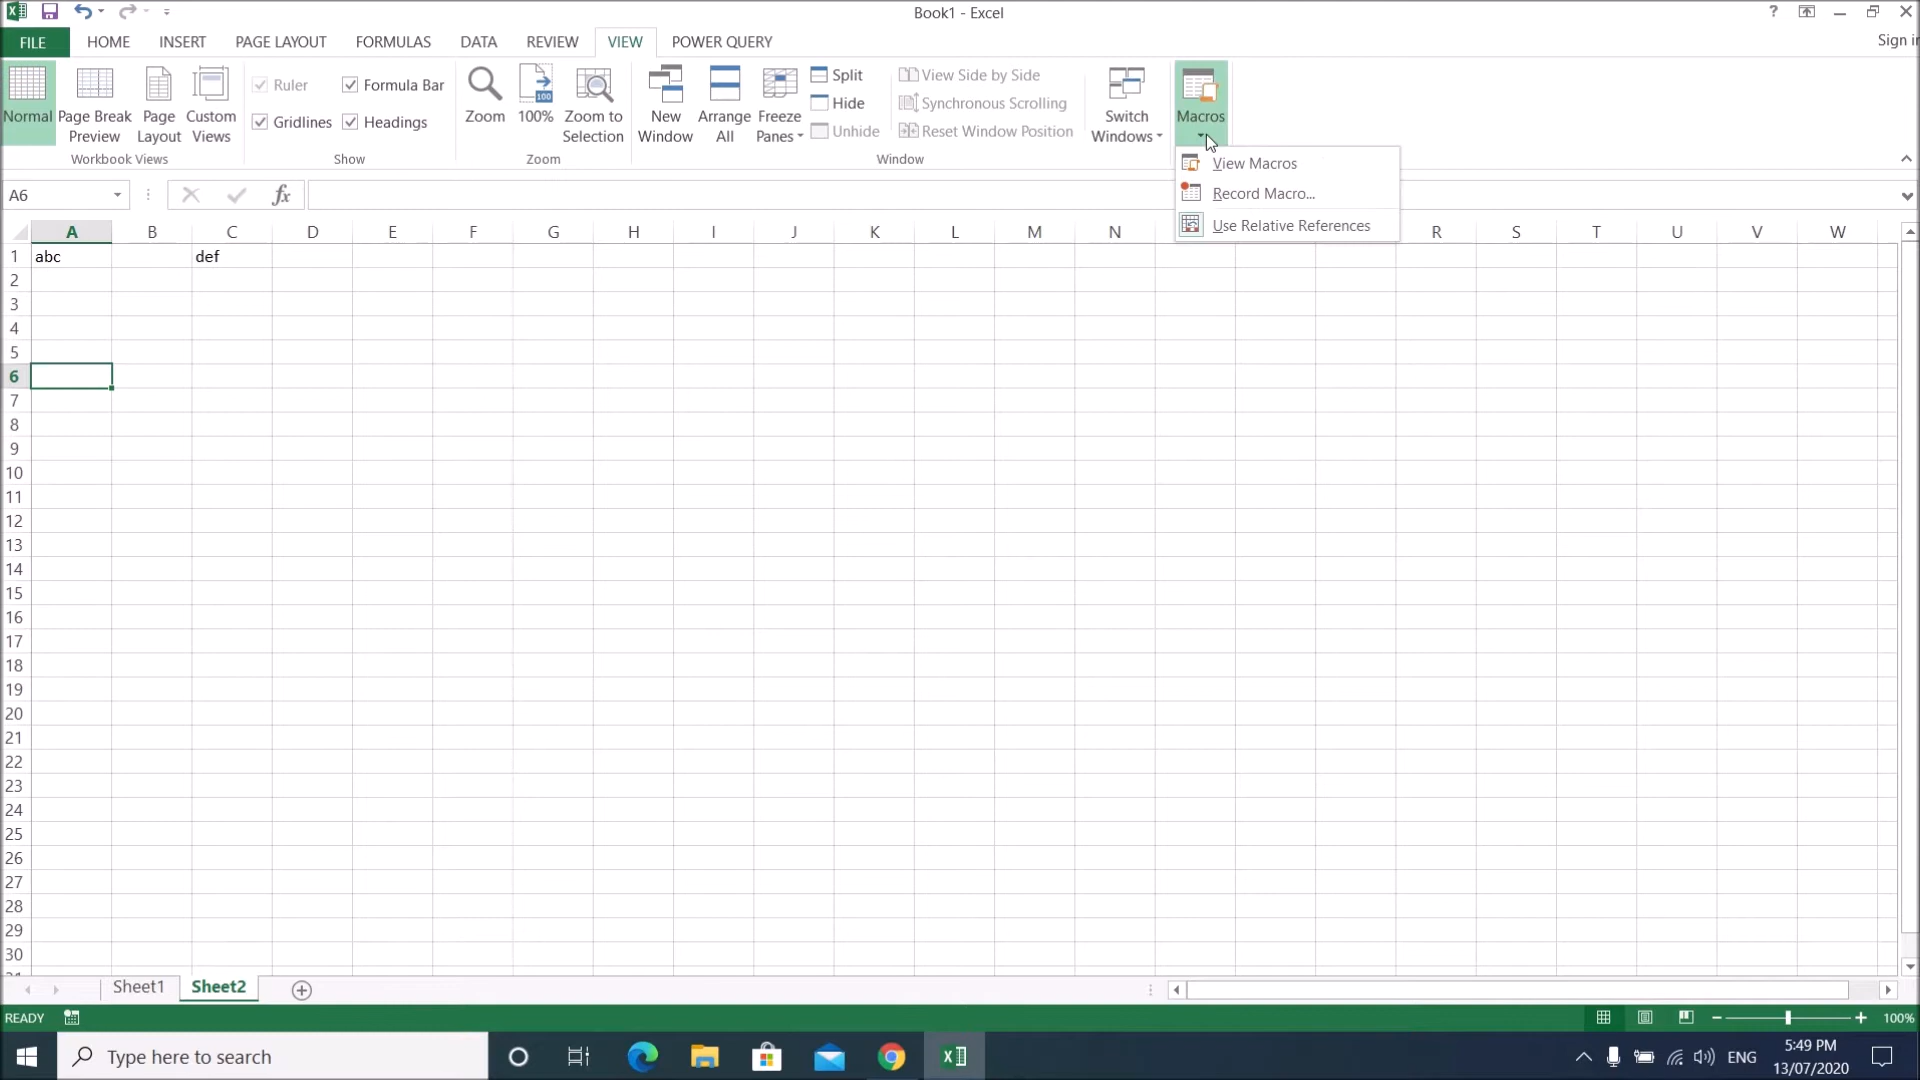 Book1 - Excel
?
Sign in
FILE HOME INSERT PAGE LAYOUT FORMULAS DATA REVIEW VIEW POWER QUERY
Normal
Page Break Preview
Page Layout
Custom Views
Workbook Views
Ruler
Formula Bar
Gridlines
Headings
Show
Zoom
100%
100
Zoom to Selection
Zoom
New Window
Arrange All
Freeze Panes
Split
Hide
Unhide
View Side by Side
Synchronous Scrolling
Reset Window Position
Window
Switch Windows
Macros
View Macros
Record Macro...
Use Relative References
A6
fx
A B C D E F G H I J K L M N R S T U V W
1 abc def
2
3
4
5
6
7
8
9
10
11
12
13
14
15
16
17
18
19
20
21
22
23
24
25
26
27
28
29
30
Sheet1 Sheet2
READY
100%
Type here to search
ENG
5:49 PM
13/07/2020